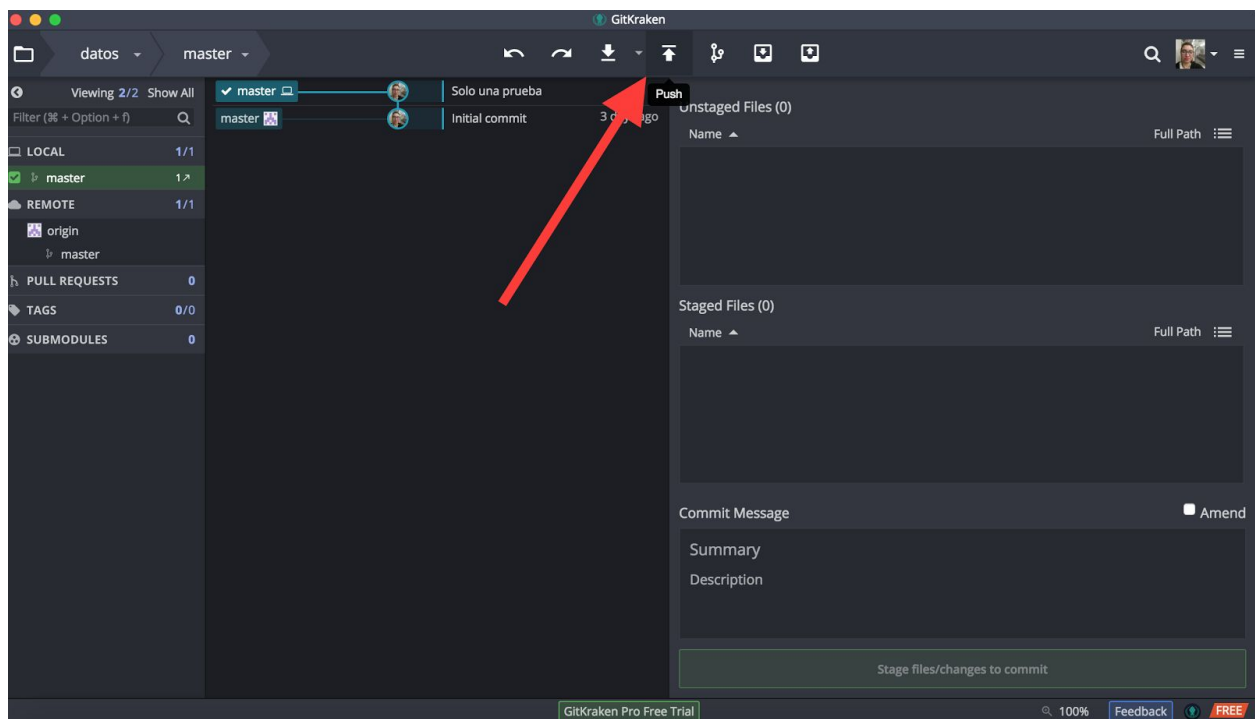 GitKraken
datos
master
Viewing 2/2 Show All
Filter (⌘ + Option + f)
LOCAL 1/1
master 1↗
REMOTE 1/1
origin
master
PULL REQUESTS 0
TAGS 0/0
SUBMODULES 0
master Solo una prueba
master Initial commit 3 ago
Push
Unstaged Files (0)
Name Full Path
Staged Files (0)
Name Full Path
Commit Message Amend
Summary
Description
Stage files/changes to commit
GitKraken Pro Free Trial 100% Feedback FREE